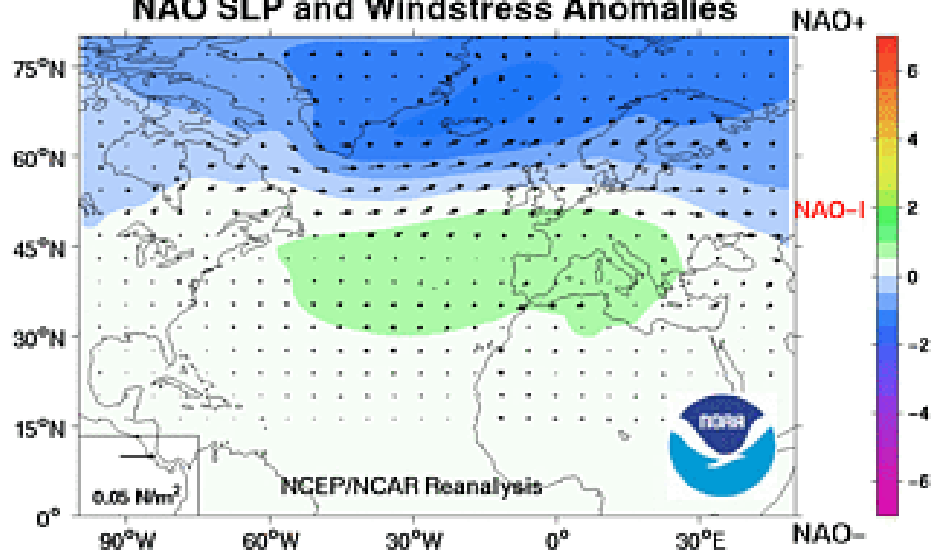 NAO SLP and Windstress Anomalies
NAO+
75°N
60°N
45°N
30°N
15°N
0°
90°W
60°W
30°W
0°
30°E
6
4
2
0
-2
-4
-6
NAO-I
NAO-
0.05 N/m²
NCEP/NCAR Reanalysis
NOAA